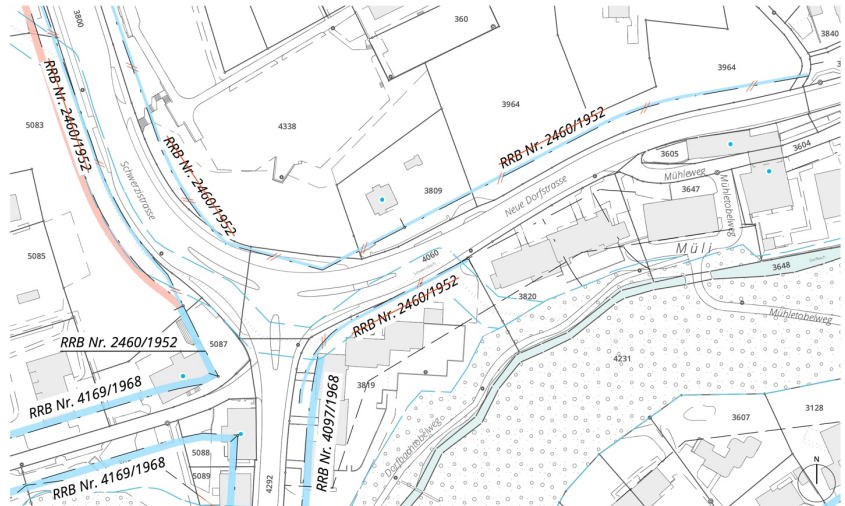 3800
360
3840
3964
3964
5083
RRB Nr. 2460/1952
RRB Nr. 2460/1952
RRB Nr. 2460/1952
4338
3605
3604
Mühleweg
3647
Schwerzistrasse
3809
Neue Dorfstrasse
Mühletobelweg
Müli
5085
4060
3648
RRB Nr. 2460/1952
3820
Mühletobelweg
RRB Nr. 2460/1952
5087
4231
RRB Nr. 4169/1968
3819
RRB Nr. 4097/1968
3607
3128
Dorfbachtobelweg
5088
RRB Nr. 4169/1968
5089
4292
N